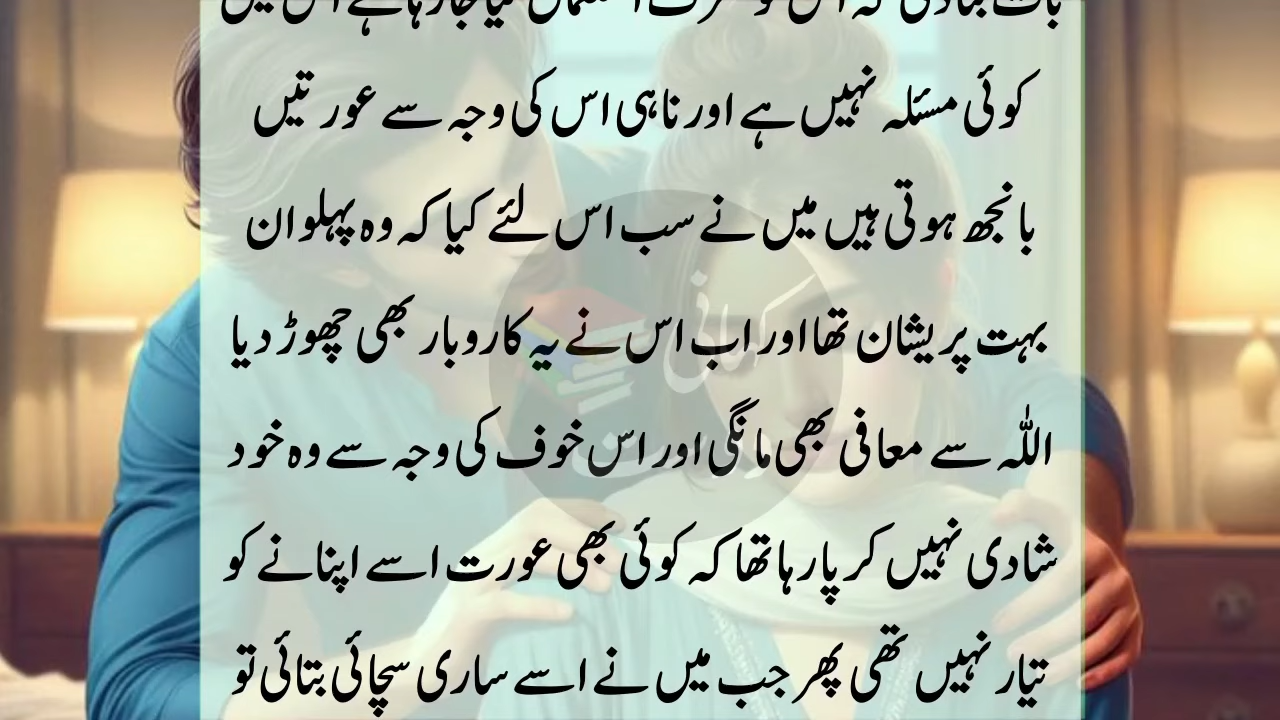 کوئی مسئلہ نہیں ہے اور ناہی اس کی وجہ سے عورتیں
بانجھ ہوتی ہیں میں نے سب اس لئے کیا کہ وہ پہلوان
بہت پریشان تھا اور اب اس نے یہ کاروبار بھی چھوڑ دیا
اللہ سے معافی بھی مانگی اور اس خوف کی وجہ سے وہ خود
شادی نہیں کر پا رہا تھا کہ کوئی بھی عورت اسے اپنانے کو
تیار نہیں تھی پھر جب میں نے اسے ساری سچائی بتائی تو